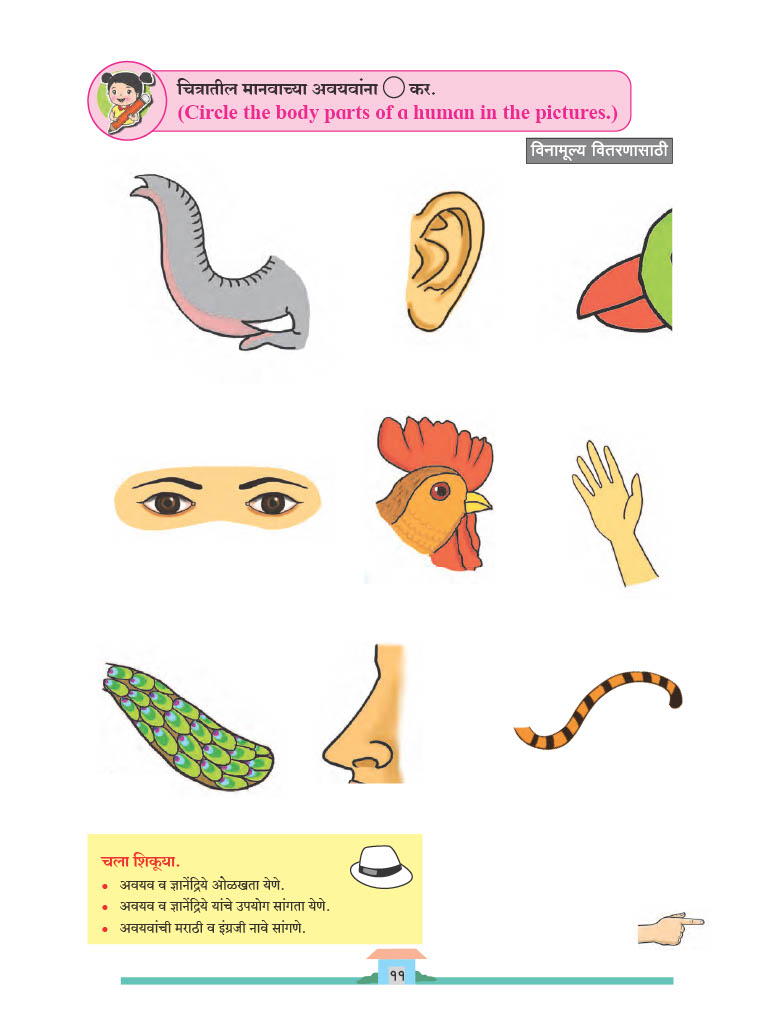 चित्रातील मानवाच्या अवयवांना ◯ कर.
(Circle the body parts of a human in the pictures.)
विनामूल्य वितरणासाठी
चला शिकूया.
• अवयव व ज्ञानेंद्रिये ओळखता येणे.
• अवयव व ज्ञानेंद्रिये यांचे उपयोग सांगता येणे.
• अवयवांची मराठी व इंग्रजी नावे सांगणे.
११